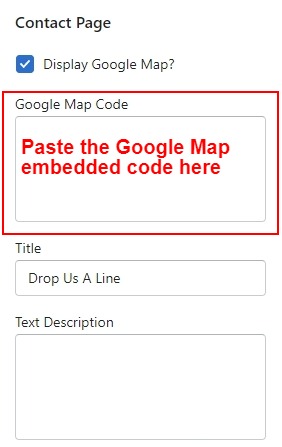 Contact Page
Display Google Map?
Google Map Code
Paste the Google Map
embedded code here
Title
Drop Us A Line
Text Description